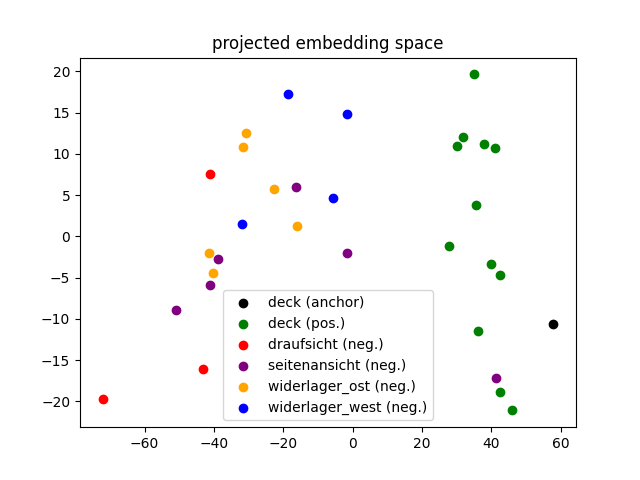 projected embedding space
20
15
10
5
0
−5
−10
−15
−20
deck (anchor)
deck (pos.)
draufsicht (neg.)
seitenansicht (neg.)
widerlager_ost (neg.)
widerlager_west (neg.)
−60 −40 −20 0 20 40 60